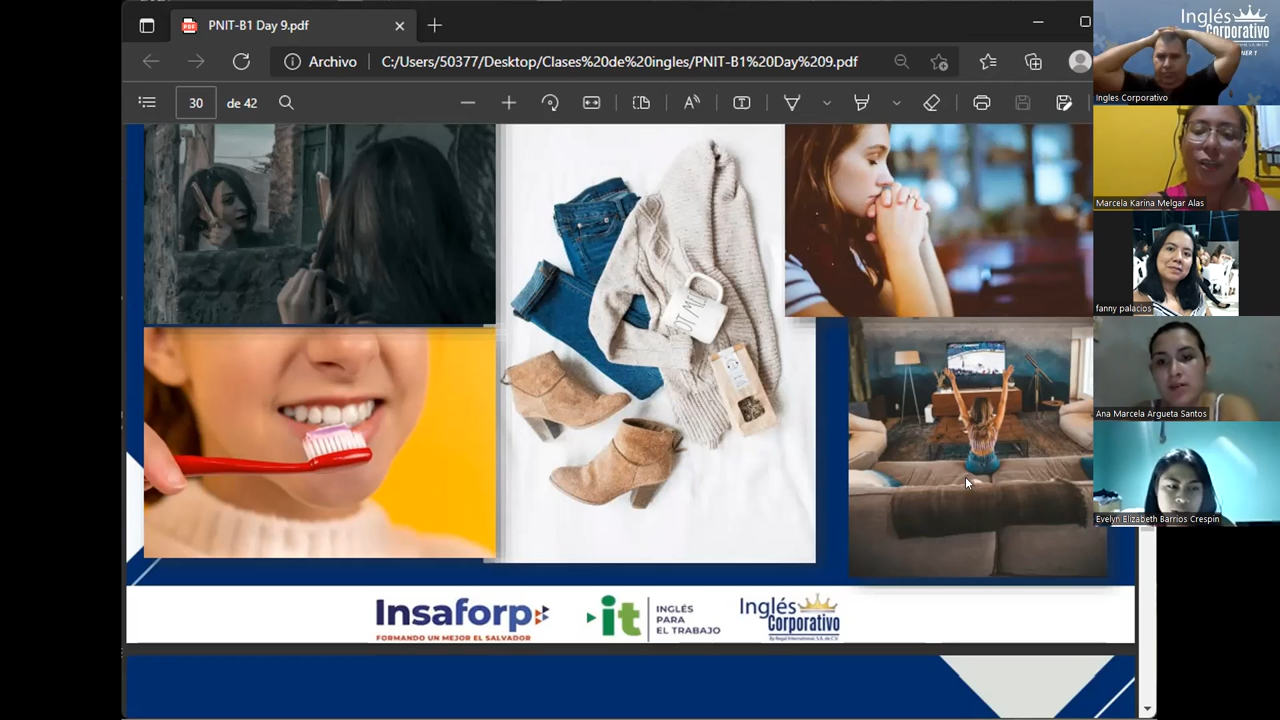 PNIT-B1 Day 9.pdf
Archivo
C:/Users/50377/Desktop/Clases%20de%20ingles/PNIT-B1%20Day%209.pdf
30
de 42
Insaforp
FORMANDO UN MEJOR EL SALVADOR
it
INGLÉS
PARA
EL TRABAJO
Inglés
Corporativo
Inglés
Corporativo
Ingles Corporativo
Marcela Karina Melgar Alas
fanny palacios
Ana Marcela Argueta Santos
Evelyn Elizabeth Barrios Crespin